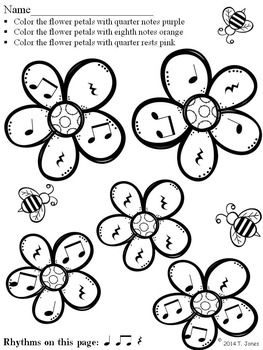 Name
Color the flower petals with quarter notes purple
Color the flower petals with eighth notes orange
Color the flower petals with quarter rests pink
Rhythms on this page: ♩ ♫ 𝄽
©2014 T. Jones